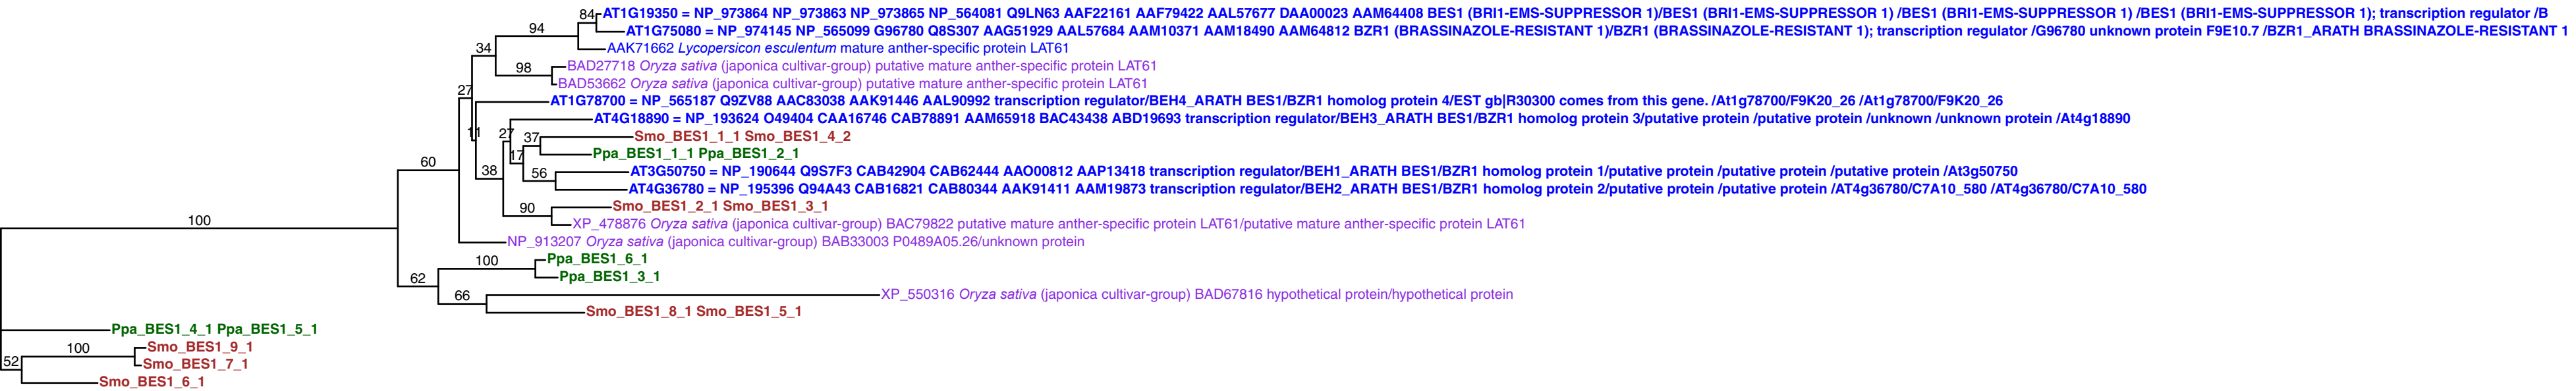 84 AT1G19350 = NP_973864 NP_973863 NP_973865 NP_564081 Q9LN63 AAF22161 AAF79422 AAL57677 DAA00023 AAM64408 BES1 (BRI1-EMS-SUPPRESSOR 1)/BES1 (BRI1-EMS-SUPPRESSOR 1) /BES1 (BRI1-EMS-SUPPRESSOR 1) /BES1 (BRI1-EMS-SUPPRESSOR 1); transcription regulator /B
94 AT1G75080 = NP_974145 NP_565099 G96780 Q8S307 AAG51929 AAL57684 AAM10371 AAM18490 AAM64812 BZR1 (BRASSINAZOLE-RESISTANT 1)/BZR1 (BRASSINAZOLE-RESISTANT 1); transcription regulator /G96780 unknown protein F9E10.7 /BZR1_ARATH BRASSINAZOLE-RESISTANT 1
34 AAK71662 Lycopersicon esculentum mature anther-specific protein LAT61
98 BAD27718 Oryza sativa (japonica cultivar-group) putative mature anther-specific protein LAT61
BAD53662 Oryza sativa (japonica cultivar-group) putative mature anther-specific protein LAT61
27 AT1G78700 = NP_565187 Q9ZV88 AAC83038 AAK91446 AAL90992 transcription regulator/BEH4_ARATH BES1/BZR1 homolog protein 4/EST gb|R30300 comes from this gene. /At1g78700/F9K20_26 /At1g78700/F9K20_26
AT4G18890 = NP_193624 O49404 CAA16746 CAB78891 AAM65918 BAC43438 ABD19693 transcription regulator/BEH3_ARATH BES1/BZR1 homolog protein 3/putative protein /putative protein /unknown /unknown protein /At4g18890
11 27 37 Smo_BES1_1_1 Smo_BES1_4_2
17 Ppa_BES1_1_1 Ppa_BES1_2_1
60 38 56 AT3G50750 = NP_190644 Q9S7F3 CAB42904 CAB62444 AAO00812 AAP13418 transcription regulator/BEH1_ARATH BES1/BZR1 homolog protein 1/putative protein /putative protein /putative protein /At3g50750
AT4G36780 = NP_195396 Q94A43 CAB16821 CAB80344 AAK91411 AAM19873 transcription regulator/BEH2_ARATH BES1/BZR1 homolog protein 2/putative protein /putative protein /AT4g36780/C7A10_580 /AT4g36780/C7A10_580
90 Smo_BES1_2_1 Smo_BES1_3_1
100 XP_478876 Oryza sativa (japonica cultivar-group) BAC79822 putative mature anther-specific protein LAT61/putative mature anther-specific protein LAT61
NP_913207 Oryza sativa (japonica cultivar-group) BAB33003 P0489A05.26/unknown protein
100 Ppa_BES1_6_1
62 Ppa_BES1_3_1
66 XP_550316 Oryza sativa (japonica cultivar-group) BAD67816 hypothetical protein/hypothetical protein
Smo_BES1_8_1 Smo_BES1_5_1
Ppa_BES1_4_1 Ppa_BES1_5_1
100 Smo_BES1_9_1
52 Smo_BES1_7_1
Smo_BES1_6_1